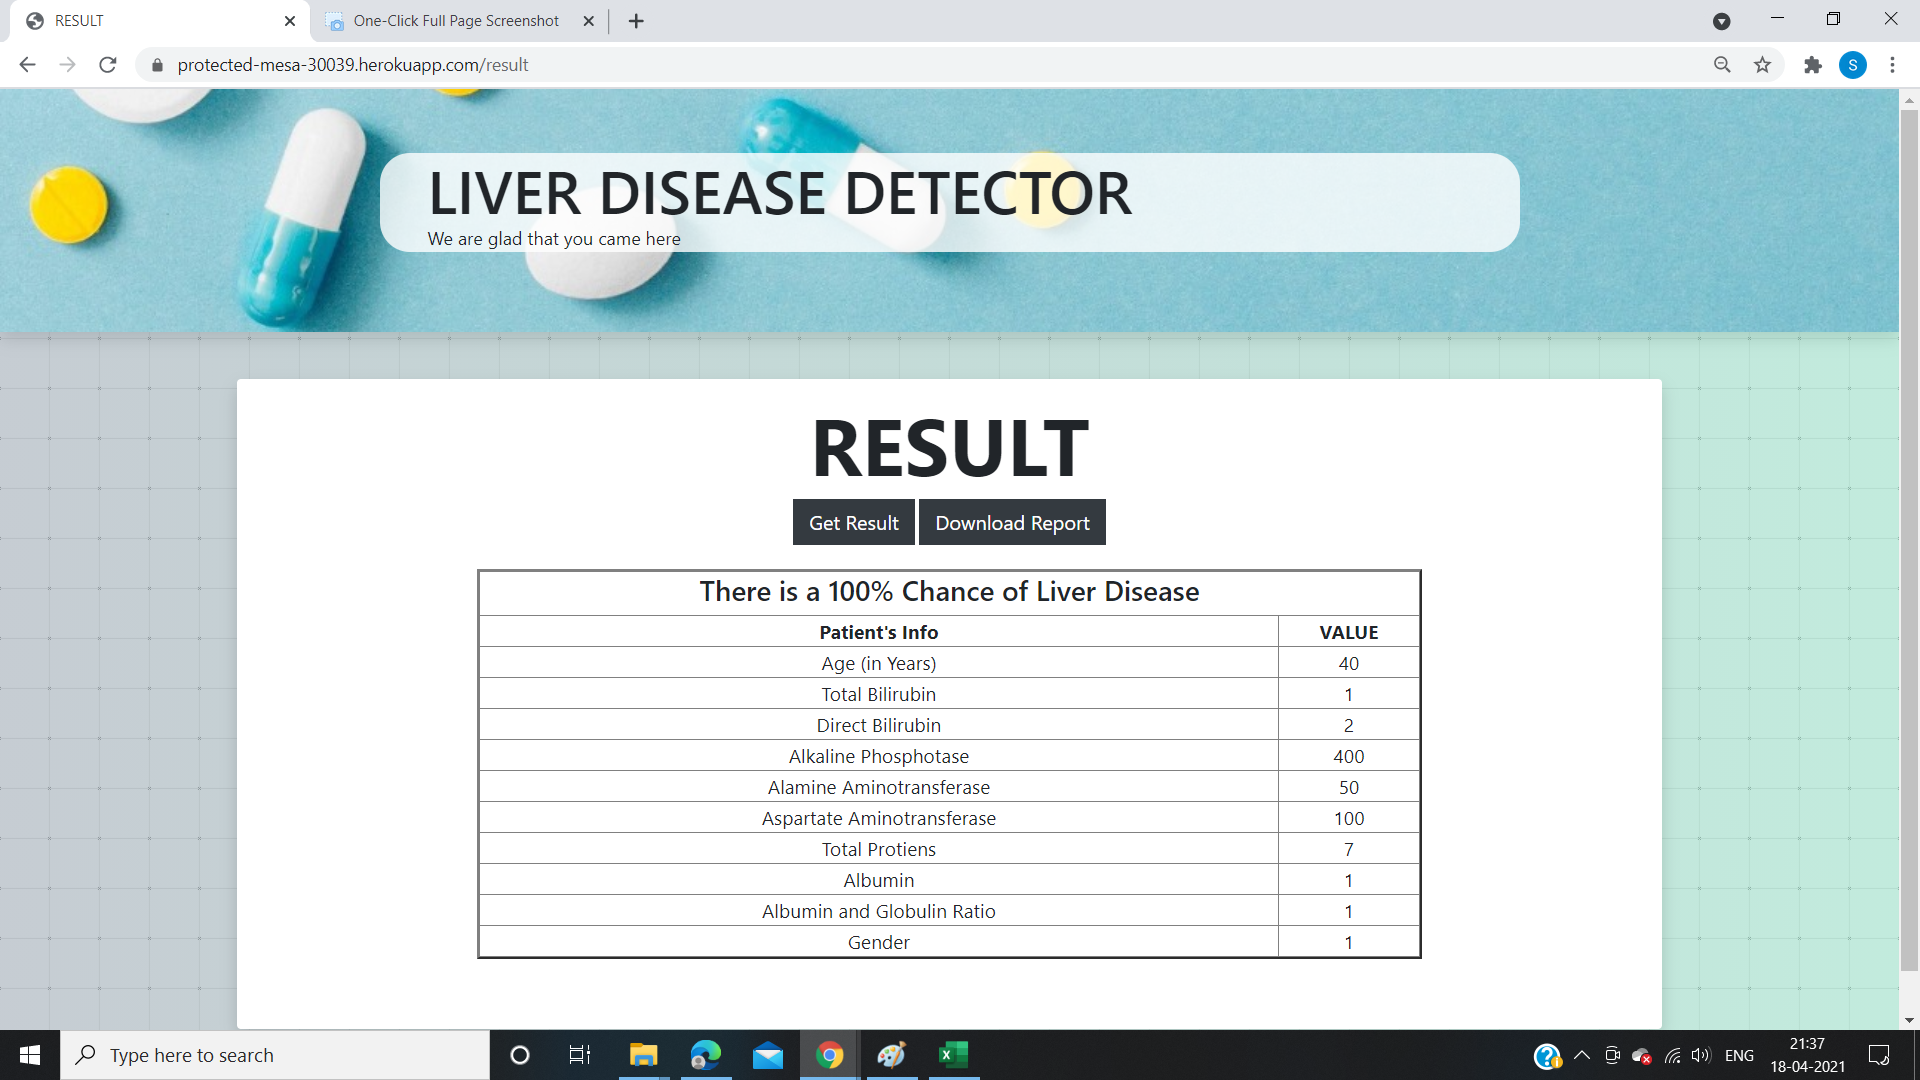 RESULT
One-Click Full Page Screenshot
protected-mesa-30039.herokuapp.com/result
S
LIVER DISEASE DETECTOR
We are glad that you came here
RESULT
Get Result Download Report
There is a 100% Chance of Liver Disease
Patient's Info VALUE
Age (in Years) 40
Total Bilirubin 1
Direct Bilirubin 2
Alkaline Phosphotase 400
Alamine Aminotransferase 50
Aspartate Aminotransferase 100
Total Protiens 7
Albumin 1
Albumin and Globulin Ratio 1
Gender 1
Type here to search
ENG
21:37
18-04-2021